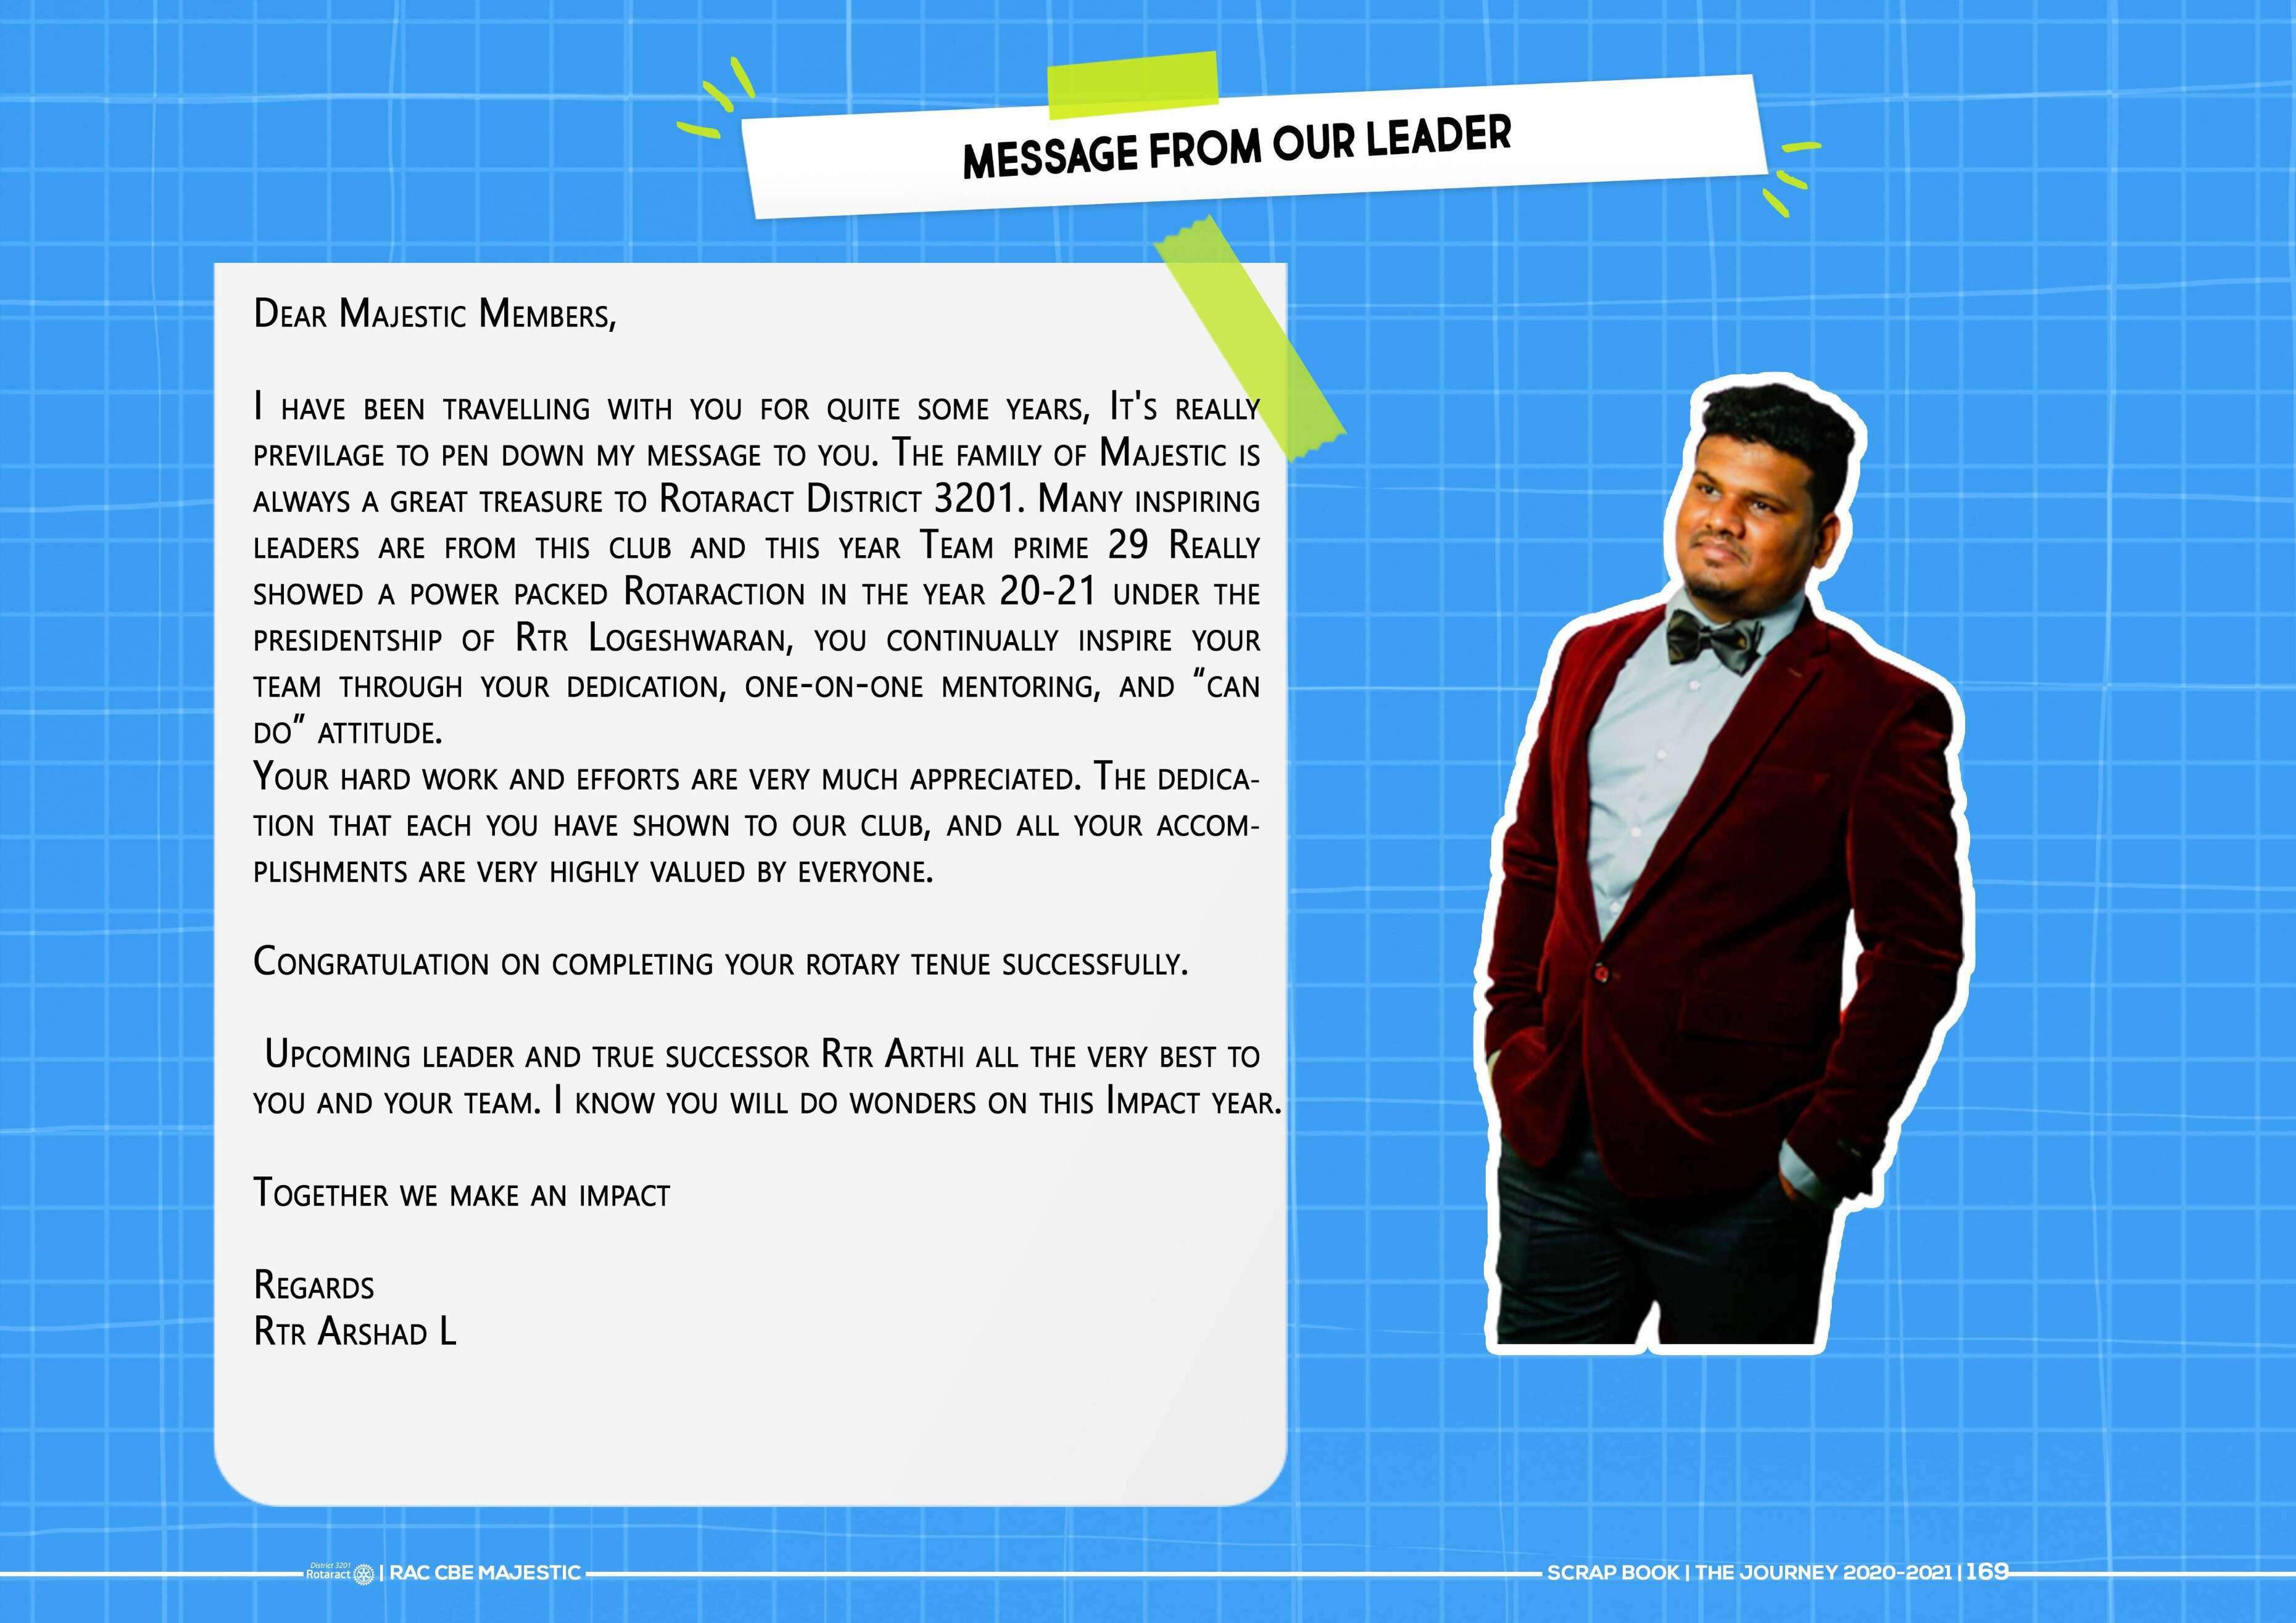 MESSAGE FROM OUR LEADER
Dear Majestic Members,
I have been travelling with you for quite some years, It's really
previlage to pen down my message to you. The family of Majestic is
always a great treasure to Rotaract District 3201. Many inspiring
leaders are from this club and this year Team prime 29 Really
showed a power packed Rotaraction in the year 20-21 under the
presidentship of Rtr Logeshwaran, you continually inspire your
team through your dedication, one-on-one mentoring, and “can
do” attitude.
Your hard work and efforts are very much appreciated. The dedica-
tion that each you have shown to our club, and all your accom-
plishments are very highly valued by everyone.
Congratulation on completing your rotary tenue successfully.
Upcoming leader and true successor Rtr Arthi all the very best to
you and your team. I know you will do wonders on this Impact year.
Together we make an impact
Regards
Rtr Arshad L
District 3201
Rotaract | RAC CBE MAJESTIC
SCRAP BOOK | THE JOURNEY 2020-2021 | 169